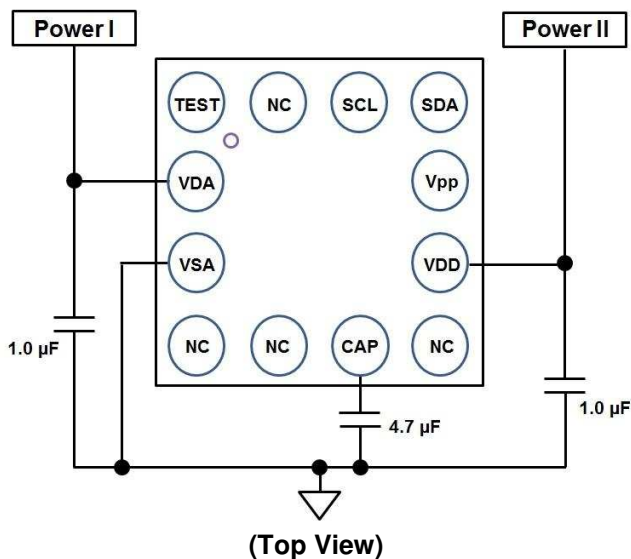 Power I
Power II
TEST NC SCL SDA
VDA Vpp
VSA VDD
NC NC CAP NC
1.0 µF
4.7 µF
1.0 µF
(Top View)